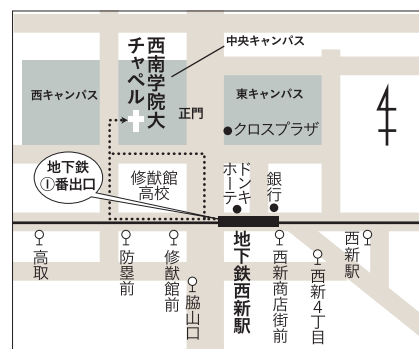 中央キャンパス
西南学院大
チャペル
西キャンパス
正門
東キャンパス
クロスプラザ
地下鉄
①番出口
修猷館
高校
ドンキ
ホーテ
銀行
高取
防塁前
修猷館前
脇山口
地下鉄西新駅
西新商店街前
西新4丁目
西新駅
4